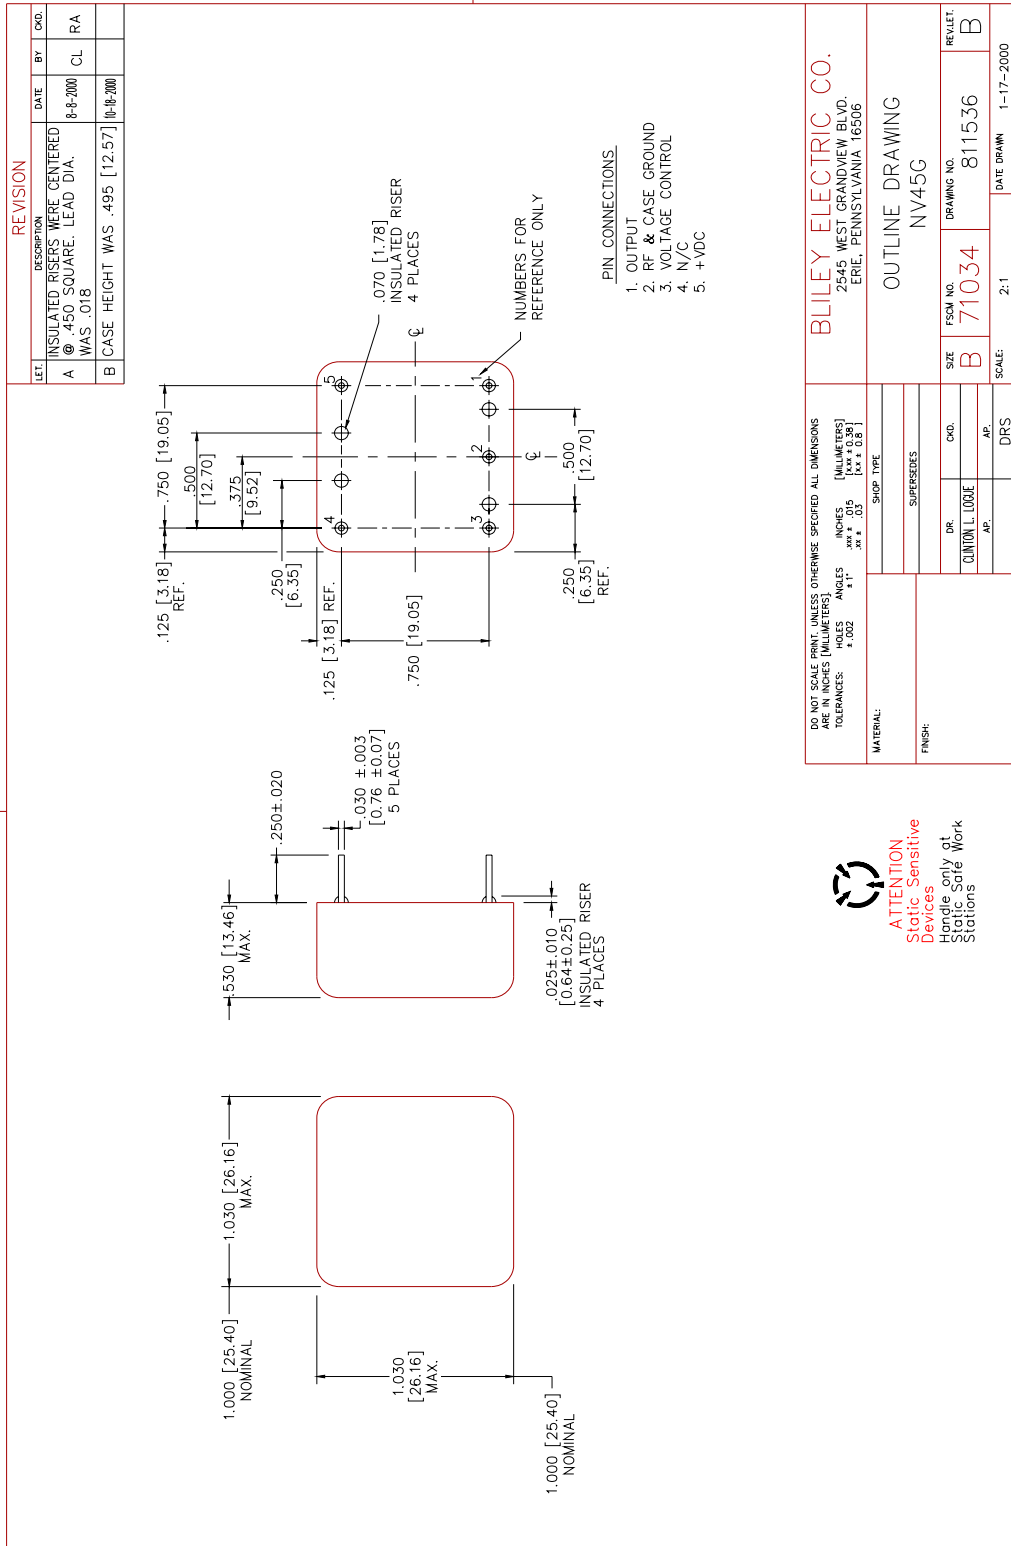 REVISION
LET. DESCRIPTION DATE BY CKD.
A INSULATED RISERS WERE CENTERED 8-8-2000 CL RA
@ .450 SQUARE. LEAD DIA.
WAS .018
B CASE HEIGHT WAS .495 [12.57] 10-18-2000
1.000 [25.40]
NOMINAL
1.030 [26.16]
MAX.
1.030
[26.16]
MAX.
1.000 [25.40]
NOMINAL
.530 [13.46]
MAX.
.250±.020
.030 ±.003
[0.76 ±0.07]
5 PLACES
.025±.010
[0.64±0.25]
INSULATED RISER
4 PLACES
.125 [3.18]
REF.
.750 [19.05]
.500
[12.70]
.375
[9.52]
.250
[6.35]
.125 [3.18] REF.
.750 [19.05]
4
5
3
2
1
.070 [1.78]
INSULATED RISER
4 PLACES
℄
℄
.500
[12.70]
.250
[6.35]
REF.
NUMBERS FOR
REFERENCE ONLY
PIN CONNECTIONS
1. OUTPUT
2. RF & CASE GROUND
3. VOLTAGE CONTROL
4. N/C
5. +VDC
ATTENTION
Static Sensitive
Devices
Handle only at
Static Safe Work
Stations
DO NOT SCALE PRINT. UNLESS OTHERWISE SPECIFIED ALL DIMENSIONS
ARE IN INCHES [MILLIMETERS].
TOLERANCES: HOLES ANGLES INCHES [MILLIMETERS]
±.002 ±1° .xxx ± .015 [x.xx ± 0.38]
.xx ± .03 [x.x ± 0.8 ]
MATERIAL:
FINISH:
SHOP TYPE
SUPERSEDES
DR. CKD.
CLINTON L. LOGUE
AP. AP.
DRS
BLILEY ELECTRIC CO.
2545 WEST GRANDVIEW BLVD.
ERIE, PENNSYLVANIA 16506
OUTLINE DRAWING
NV45G
SIZE FSCM NO. DRAWING NO. REV.LET.
B 71034 811536 B
SCALE: 2:1 DATE DRAWN 1-17-2000